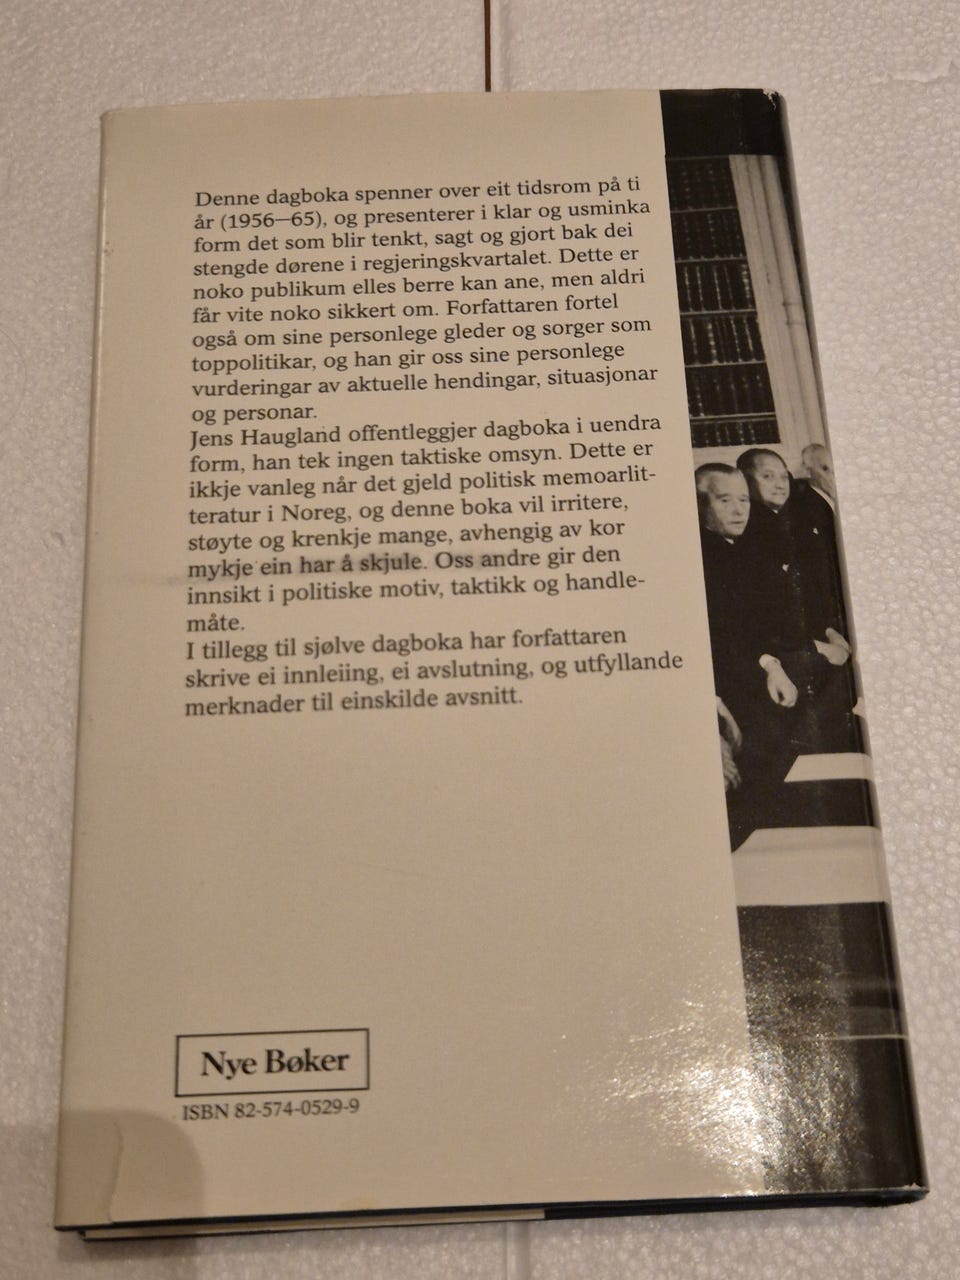 Denne dagboka spenner over eit tidsrom på ti
år (1956—65), og presenterer i klar og usminka
form det som blir tenkt, sagt og gjort bak dei
stengde dørene i regjeringskvartalet. Dette er
noko publikum elles berre kan ane, men aldri
får vite noko sikkert om. Forfattaren fortel
også om sine personlege gleder og sorger som
toppolitikar, og han gir oss sine personlege
vurderingar av aktuelle hendingar, situasjonar
og personar.
Jens Haugland offentleggjer dagboka i uendra
form, han tek ingen taktiske omsyn. Dette er
ikkje vanleg når det gjeld politisk memoarlit-
teratur i Noreg, og denne boka vil irritere,
støyte og krenkje mange, avhengig av kor
mykje ein har å skjule. Oss andre gir den
innsikt i politiske motiv, taktikk og handle-
måte.
I tillegg til sjølve dagboka har forfattaren
skrive ei innleiing, ei avslutning, og utfyllande
merknader til einskilde avsnitt.
Nye Bøker
ISBN 82-574-0529-9